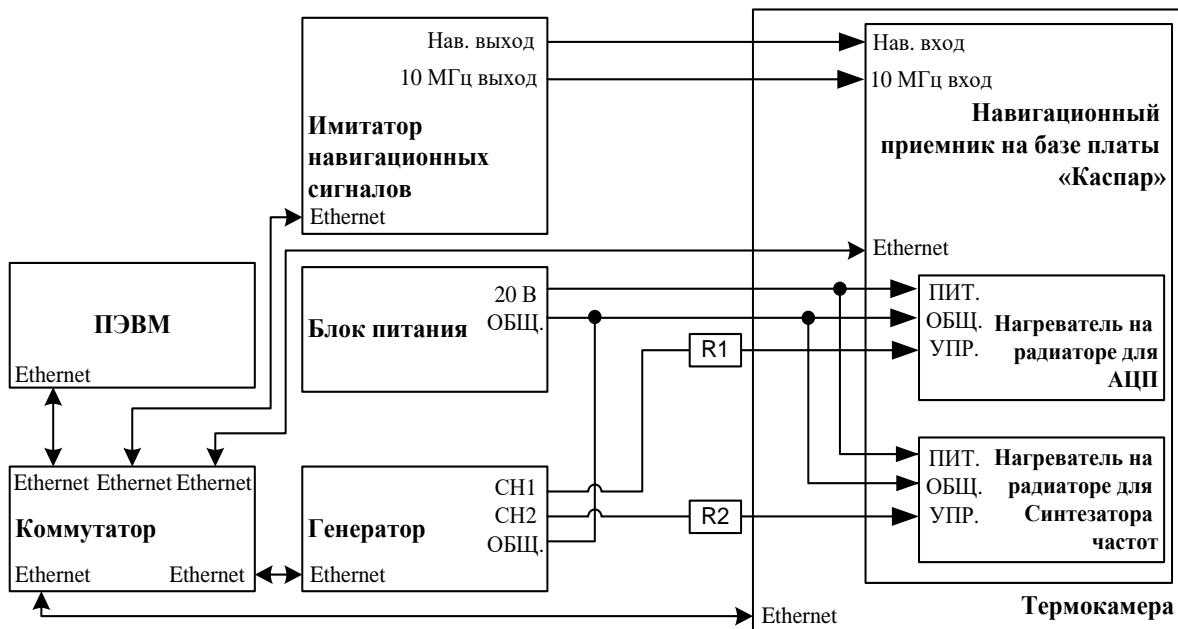 Нав. выход
10 МГц выход
Имитатор
навигационных
сигналов
Ethernet
Нав. вход
10 МГц вход
Навигационный
приемник на базе платы
«Каспар»
Ethernet
ПЭВМ
Ethernet
20 В
ОБЩ.
Блок питания
R1
ПИТ.
ОБЩ.
УПР.
Нагреватель на
радиаторе для
АЦП
Ethernet Ethernet Ethernet
Коммутатор
Ethernet
Ethernet
CH1
CH2
ОБЩ.
Генератор
Ethernet
R2
ПИТ.
ОБЩ.
УПР.
Нагреватель на
радиаторе для
Синтезатора
частот
Термокамера
Ethernet